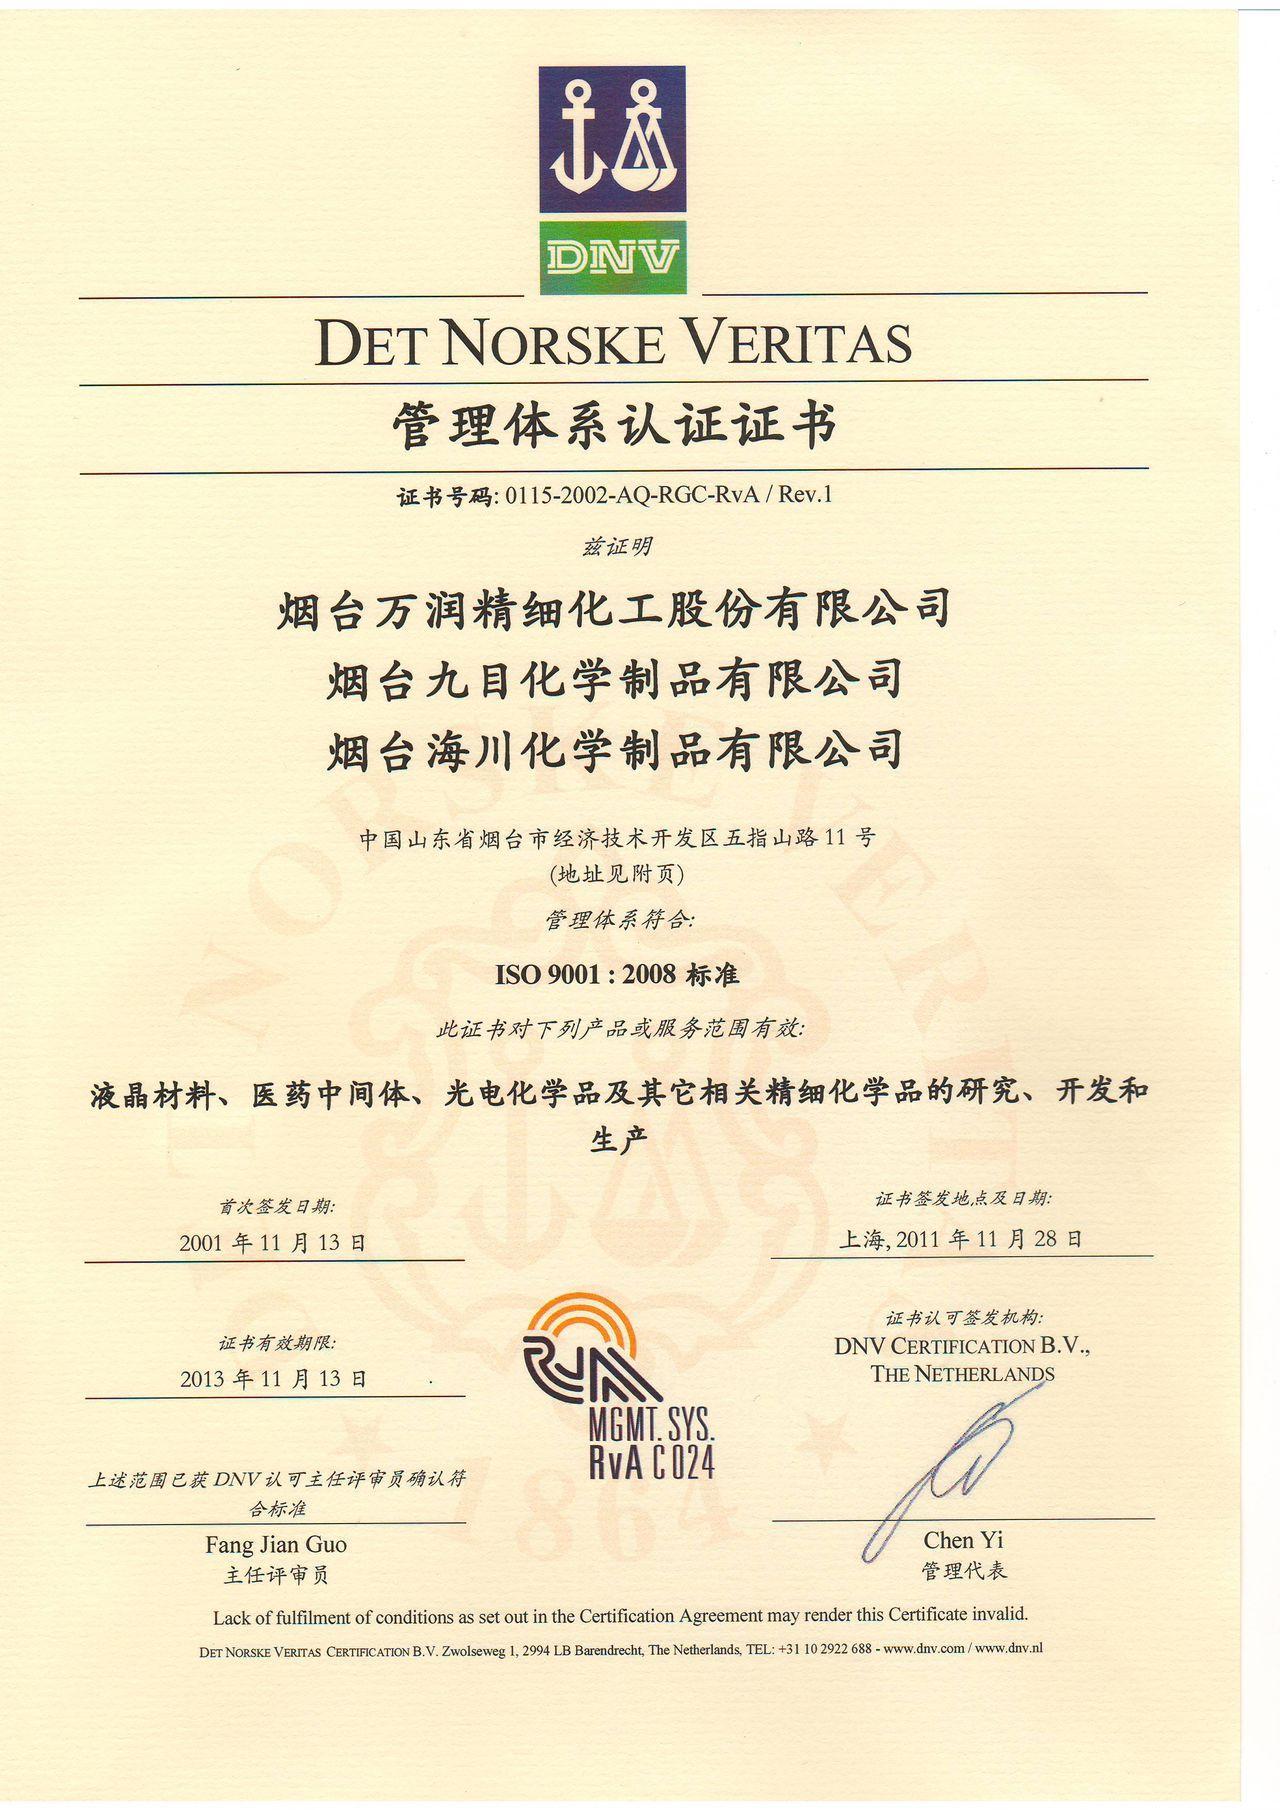 DNV
DET NORSKE VERITAS
管理体系认证证书
证书号码: 0115-2002-AQ-RGC-RvA / Rev.1
兹证明
烟台万润精细化工股份有限公司
烟台九目化学制品有限公司
烟台海川化学制品有限公司
中国山东省烟台市经济技术开发区五指山路 11 号
(地址见附页)
管理体系符合:
ISO 9001 : 2008 标准
此证书对下列产品或服务范围有效:
液晶材料、医药中间体、光电化学品及其它相关精细化学品的研究、开发和
生产
首次签发日期:
2001 年 11 月 13 日
证书签发地点及日期:
上海, 2011 年 11 月 28 日
证书有效期限:
2013 年 11 月 13 日
证书认可签发机构:
DNV CERTIFICATION B.V.,
THE NETHERLANDS
RvA
MGMT. SYS.
RvA C 024
上述范围已获 DNV 认可主任评审员确认符
合标准
Fang Jian Guo
主任评审员
Chen Yi
管理代表
Lack of fulfilment of conditions as set out in the Certification Agreement may render this Certificate invalid.
DET NORSKE VERITAS CERTIFICATION B.V. Zwolseweg 1, 2994 LB Barendrecht, The Netherlands, TEL: +31 10 2922 688 - www.dnv.com / www.dnv.nl
DET NORSKE VERITAS
1864